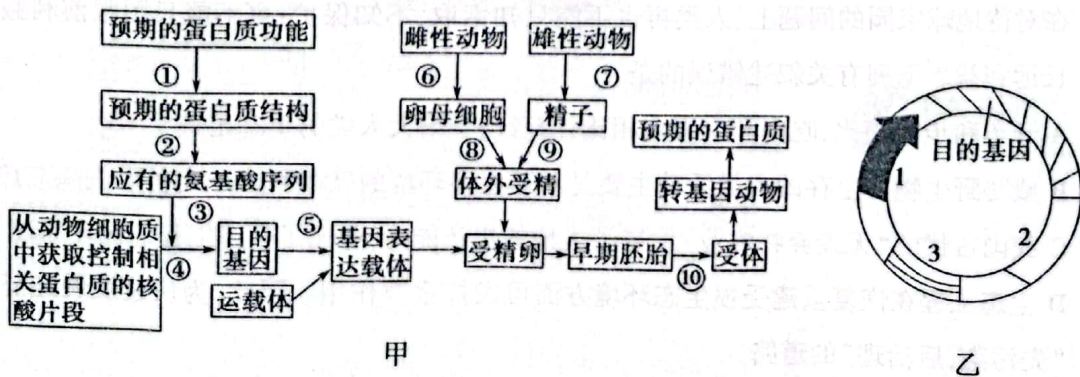 预期的蛋白质功能
①
预期的蛋白质结构
②
应有的氨基酸序列
③
从动物细胞质
中获取控制相
关蛋白质的核
酸片段
④
目的
基因
运载体
⑤
基因表
达载体
雌性动物
雄性动物
⑥
⑦
卵母细胞
精子
⑧
⑨
体外受精
受精卵
早期胚胎
⑩
受体
转基因动物
预期的蛋白质
甲
目的基因
1
2
3
乙